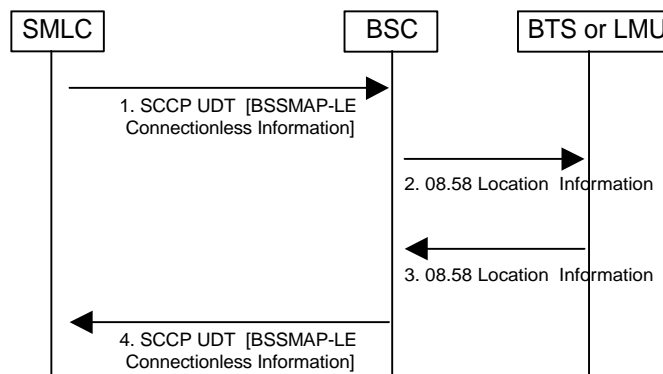 SMLC
BSC
BTS or LMU
1. SCCP UDT [BSSMAP-LE
Connectionless Information]
2. 08.58 Location Information
3. 08.58 Location Information
4. SCCP UDT [BSSMAP-LE
Connectionless Information]